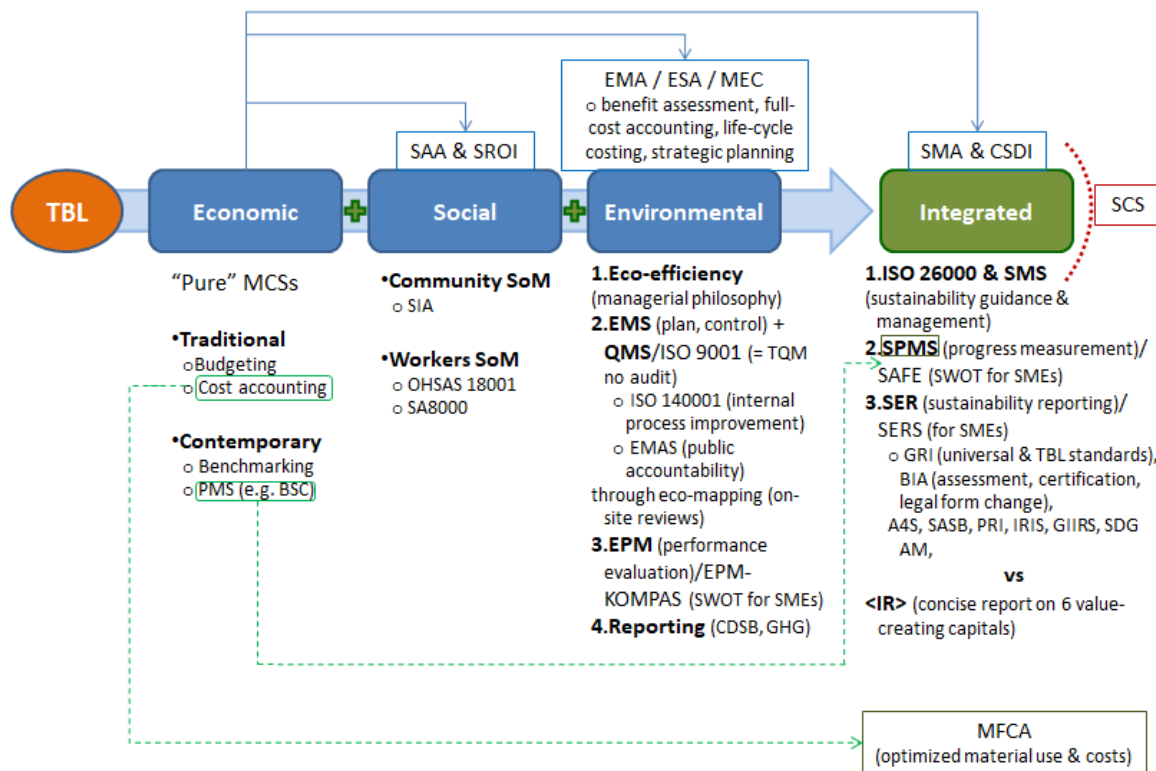 EMA / ESA / MEC
o benefit assessment, full-
cost accounting, life-cycle
costing, strategic planning
SAA & SROI
SMA & CSDI
SCS
TBL
Economic
Social
Environmental
Integrated
“Pure” MCSs
•Traditional
o Budgeting
o Cost accounting
•Contemporary
o Benchmarking
o PMS (e.g. BSC)
•Community SoM
o SIA
•Workers SoM
o OHSAS 18001
o SA8000
1.Eco-efficiency
(managerial philosophy)
2.EMS (plan, control) +
QMS/ISO 9001 (= TQM
no audit)
o ISO 140001 (internal
process improvement)
o EMAS (public
accountability)
through eco-mapping (on-
site reviews)
3.EPM (performance
evaluation)/EPM-
KOMPAS (SWOT for SMEs)
4.Reporting (CDSB, GHG)
1.ISO 26000 & SMS
(sustainability guidance &
management)
2.SPMS (progress measurement)/
SAFE (SWOT for SMEs)
3.SER (sustainability reporting)/
SERS (for SMEs)
o GRI (universal & TBL standards),
BIA (assessment, certification,
legal form change),
A4S, SASB, PRI, IRIS, GIIRS, SDG
AM,
vs
<IR> (concise report on 6 value-
creating capitals)
MFCA
(optimized material use & costs)